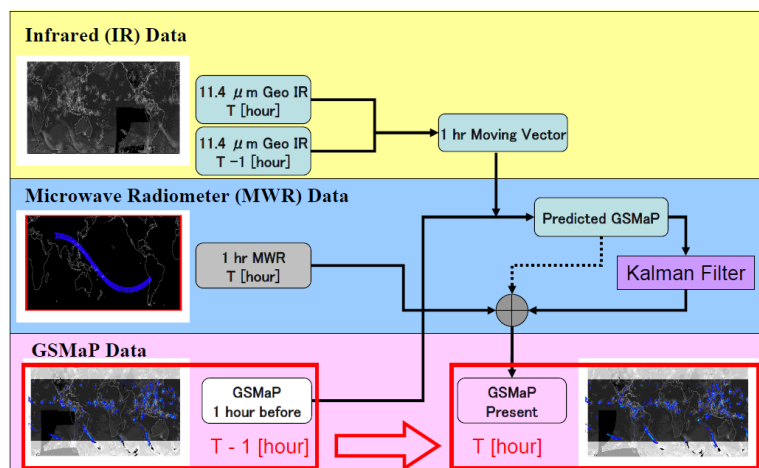 Infrared (IR) Data
11.4 μm Geo IR
T [hour]
11.4 μm Geo IR
T -1 [hour]
1 hr Moving Vector
Microwave Radiometer (MWR) Data
Predicted GSMaP
1 hr MWR
T [hour]
Kalman Filter
GSMaP Data
GSMaP
1 hour before
GSMaP
Present
T - 1 [hour]
T [hour]